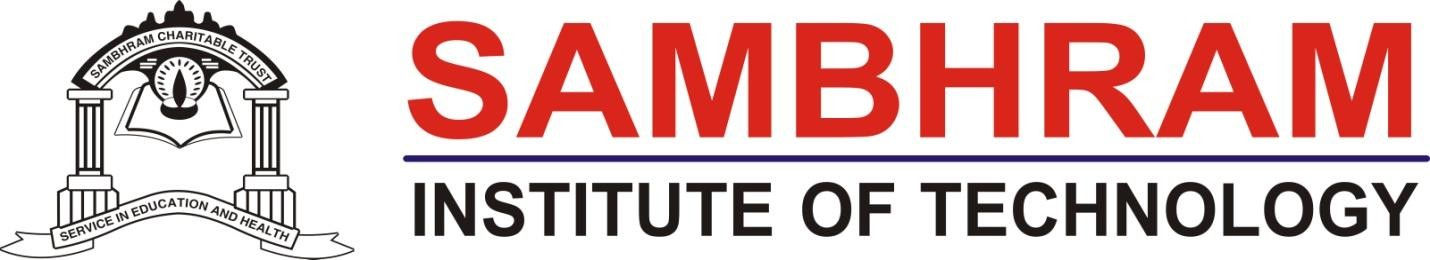 SAMBHRAM CHARITABLE TRUST
SERVICE IN EDUCATION AND HEALTH
SAMBHRAM
INSTITUTE OF TECHNOLOGY